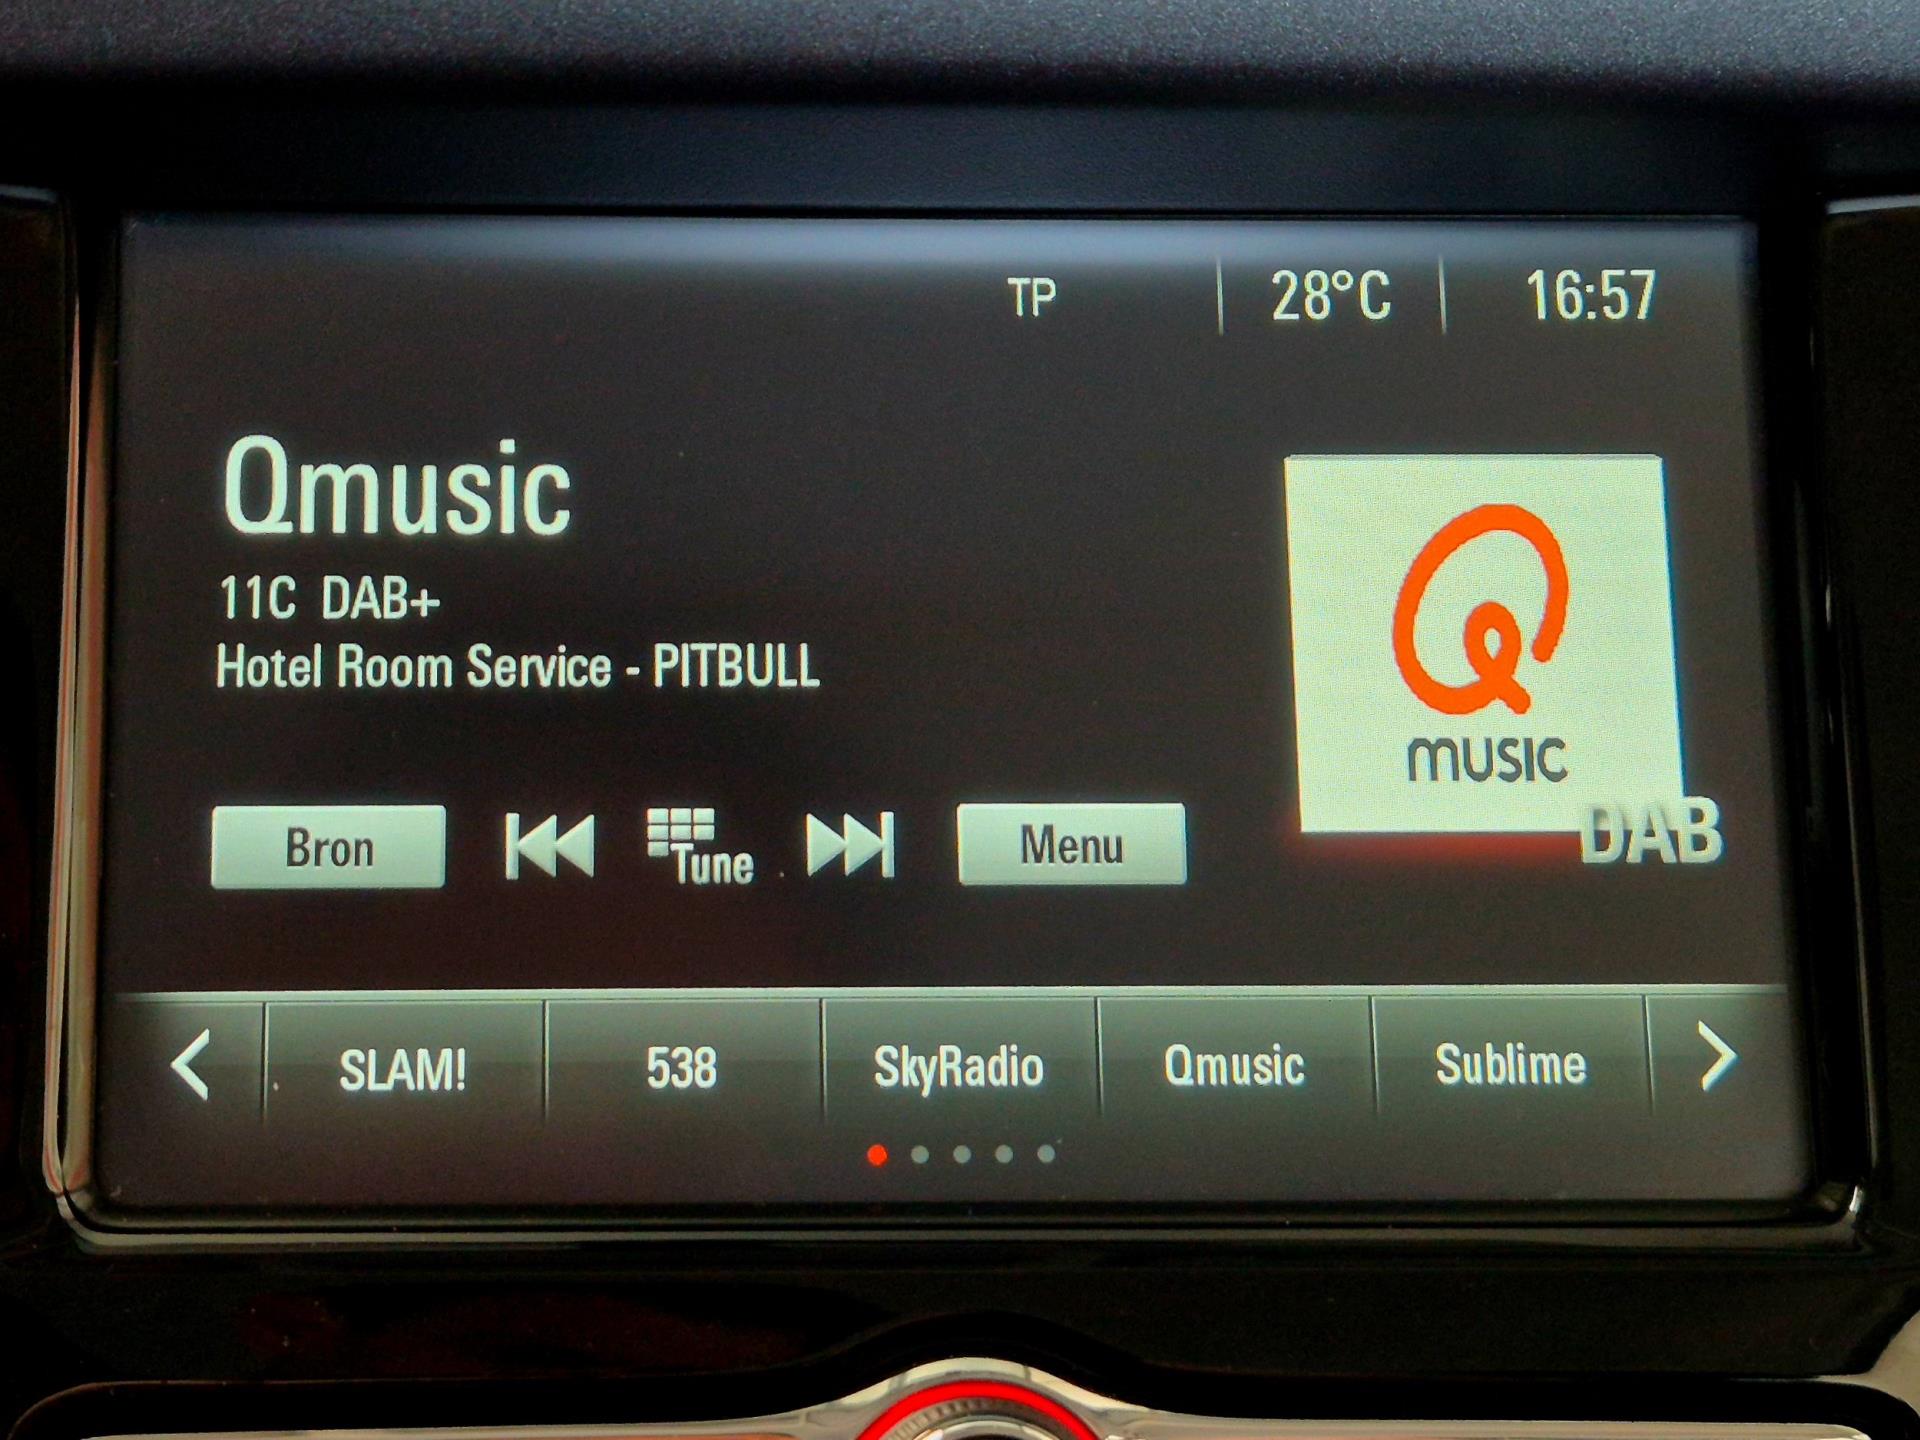 TP 28°C 16:57
Qmusic
11C DAB+
Hotel Room Service - PITBULL
Q
MUSIC
DAB
Bron Tune Menu
SLAM! 538 SkyRadio Qmusic Sublime